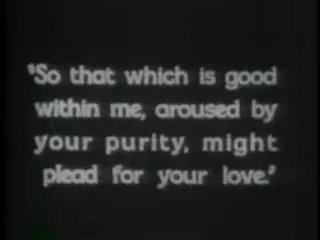 "So that which is good
within me, aroused by
your purity, might
plead for your love."